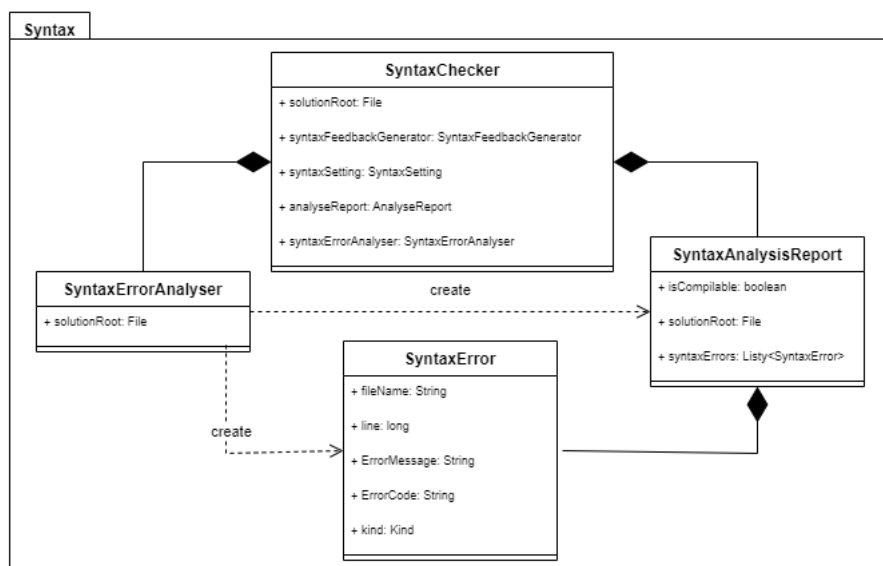 Syntax
SyntaxChecker
+ solutionRoot: File
+ syntaxFeedbackGenerator: SyntaxFeedbackGenerator
+ syntaxSetting: SyntaxSetting
+ analyseReport: AnalyseReport
+ syntaxErrorAnalyser: SyntaxErrorAnalyser
SyntaxErrorAnalyser
+ solutionRoot: File
create
SyntaxAnalysisReport
+ isCompilable: boolean
+ solutionRoot: File
+ syntaxErrors: Listy<SyntaxError>
create
SyntaxError
+ fileName: String
+ line: long
+ ErrorMessage: String
+ ErrorCode: String
+ kind: Kind